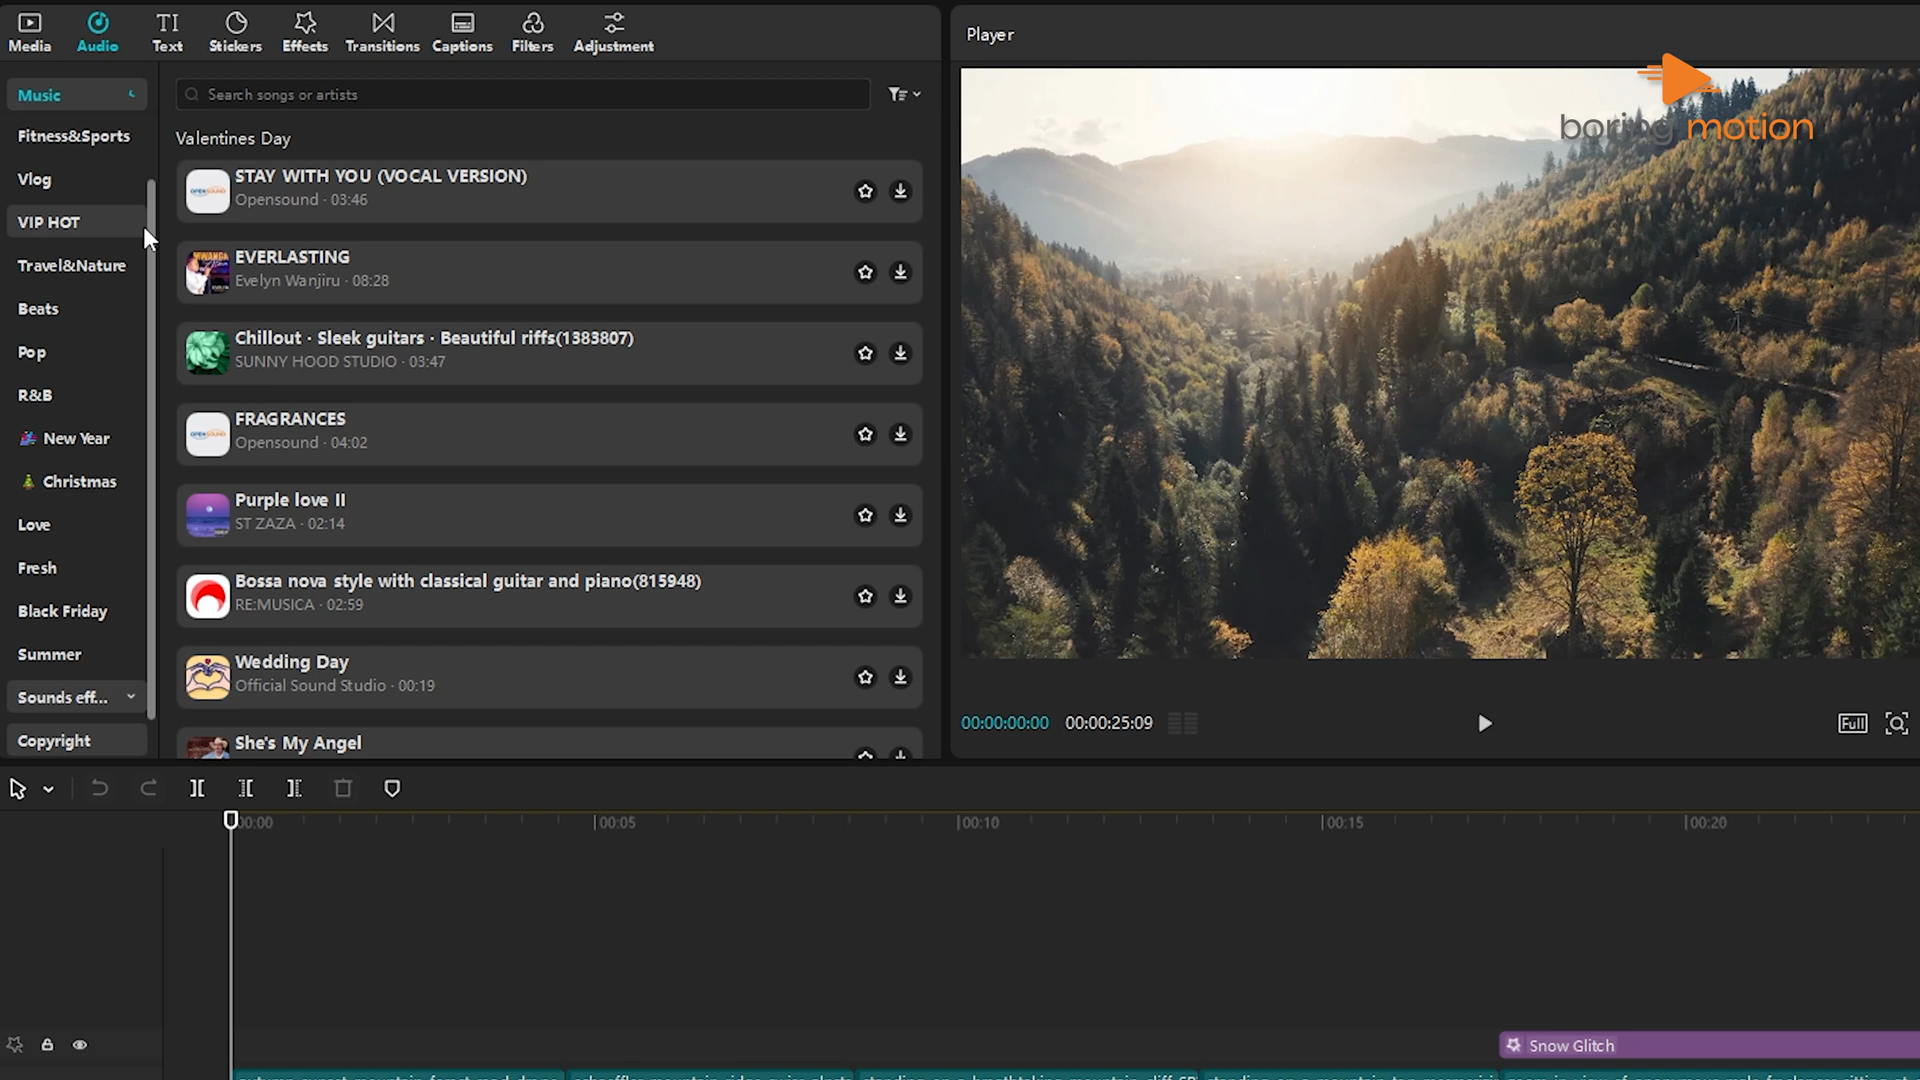 Media
Audio
Text
Stickers
Effects
Transitions
Captions
Filters
Adjustment
Music
Fitness&Sports
Vlog
VIP HOT
Travel&Nature
Beats
Pop
R&B
New Year
Christmas
Love
Fresh
Black Friday
Summer
Sounds eff...
Copyright
Search songs or artists
Valentines Day
STAY WITH YOU (VOCAL VERSION)
Opensound · 03:46
EVERLASTING
Evelyn Wanjiru · 08:28
Chillout · Sleek guitars · Beautiful riffs(1383807)
SUNNY HOOD STUDIO · 03:47
FRAGRANCES
Opensound · 04:02
Purple love II
ST ZAZA · 02:14
Bossa nova style with classical guitar and piano(815948)
RE:MUSICA · 02:59
Wedding Day
Official Sound Studio · 00:19
She's My Angel
Player
boring motion
00:00:00:00 00:00:25:09
Full
00:00 00:05 00:10 00:15 00:20
Snow Glitch